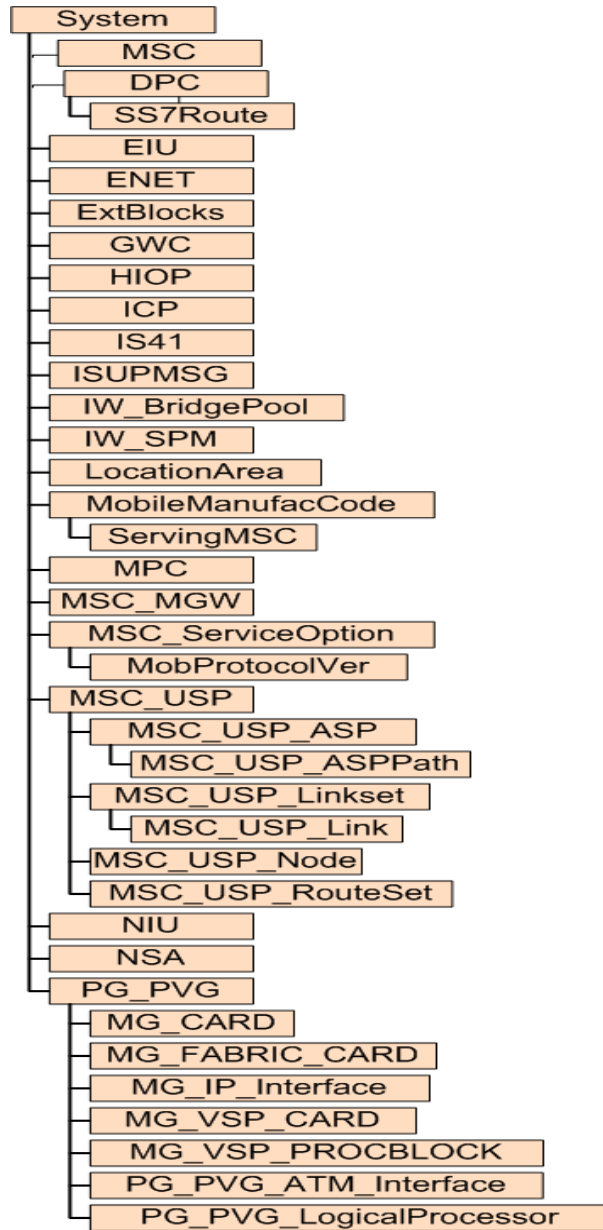 System
MSC
DPC
SS7Route
EIU
ENET
ExtBlocks
GWC
HIOP
ICP
IS41
ISUPMSG
IW_BridgePool
IW_SPM
LocationArea
MobileManufacCode
ServingMSC
MPC
MSC_MGW
MSC_ServiceOption
MobProtocolVer
MSC_USP
MSC_USP_ASP
MSC_USP_ASPPath
MSC_USP_Linkset
MSC_USP_Link
MSC_USP_Node
MSC_USP_RouteSet
NIU
NSA
PG_PVG
MG_CARD
MG_FABRIC_CARD
MG_IP_Interface
MG_VSP_CARD
MG_VSP_PROCBLOCK
PG_PVG_ATM_Interface
PG_PVG_LogicalProcessor